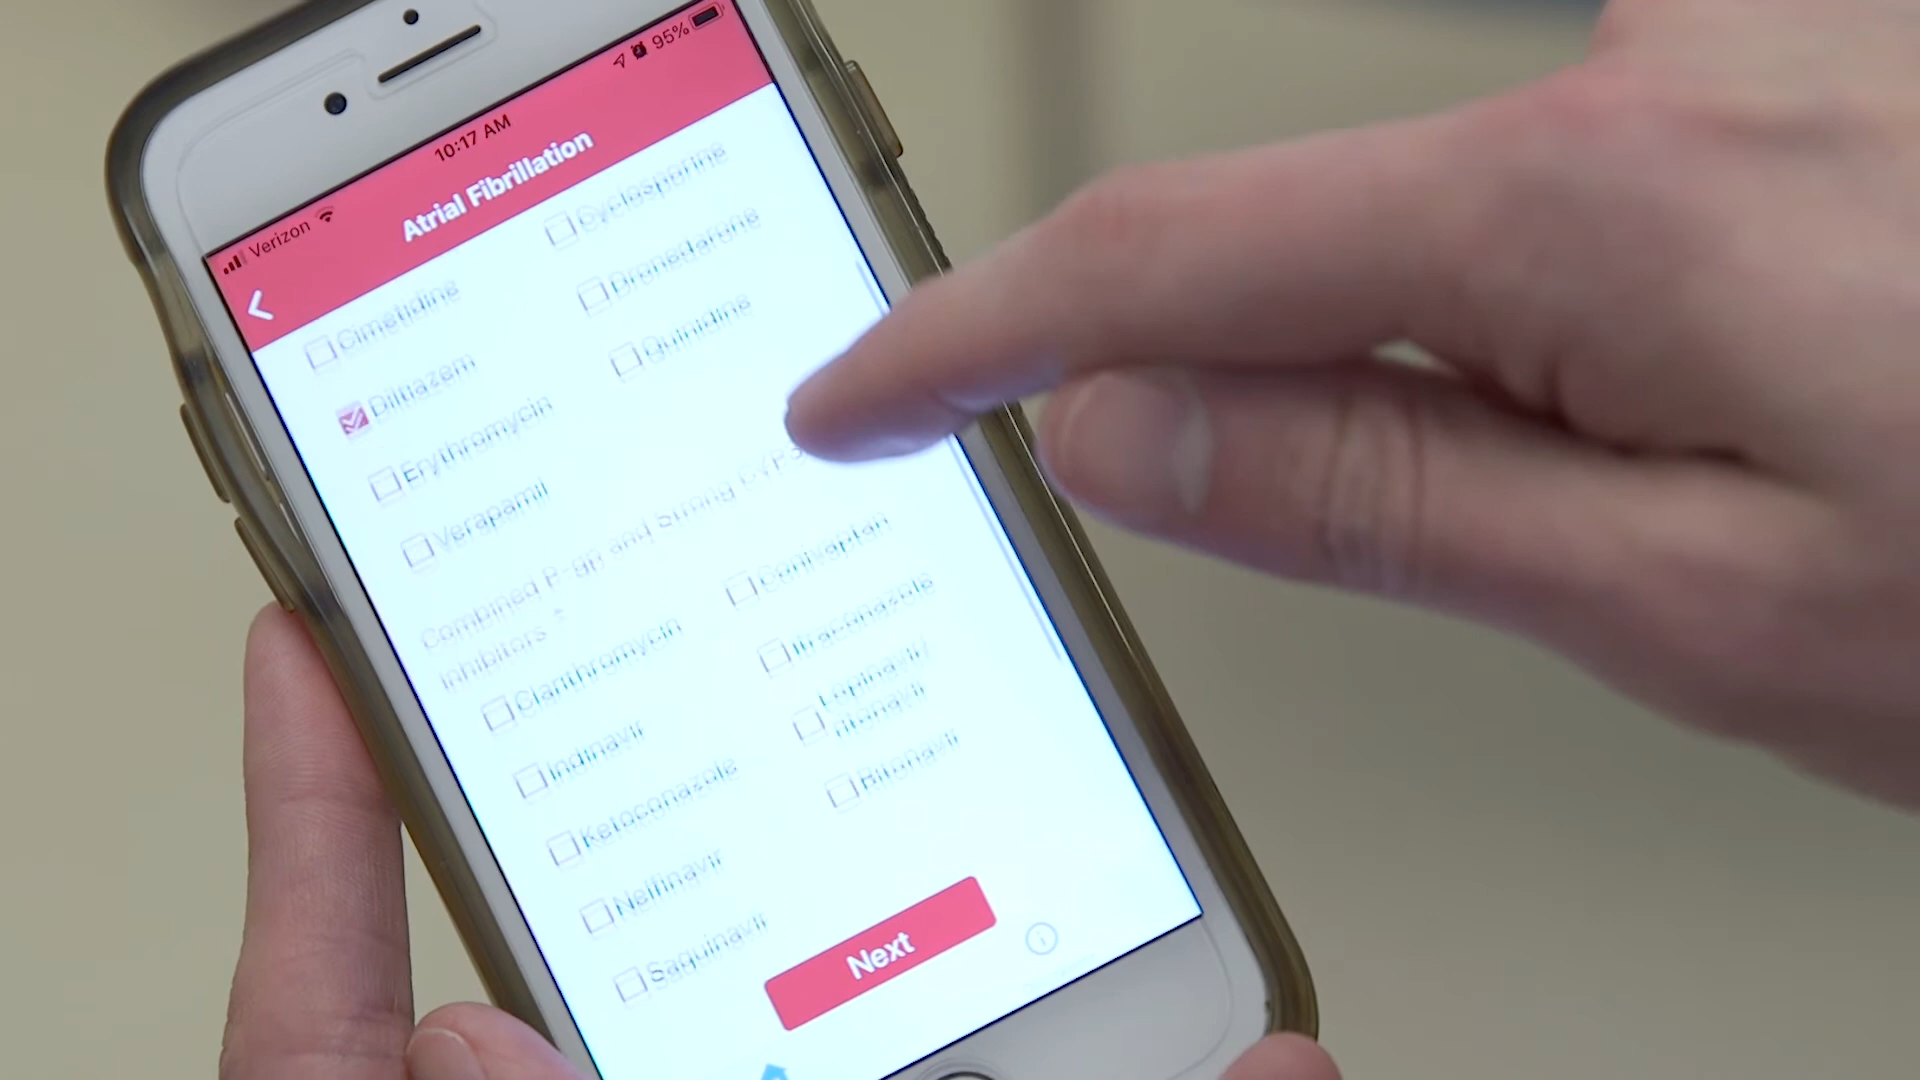 Verizon 10:17 AM 95%
Atrial Fibrillation
Cimetidine
Cyclosporine
Diltiazem
Dronedarone
Erythromycin
Quinidine
Verapamil
Combined P-gp and Strong
Inhibitors
Clarithromycin
Conivaptan
Indinavir
Itraconazole
Ketoconazole
Lopinavir/
ritonavir
Nelfinavir
Ritonavir
Saquinavir
Next